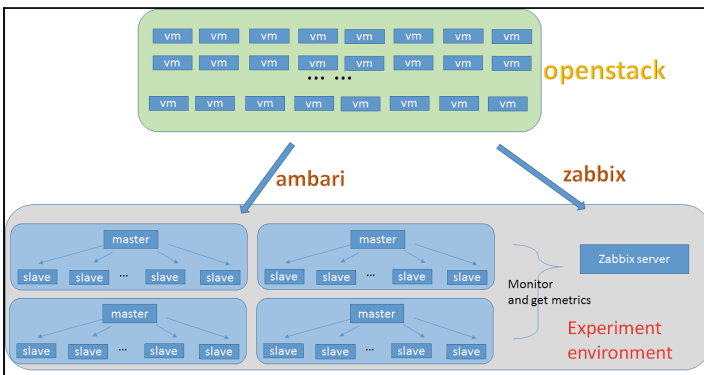 vm vm vm vm vm vm vm vm
vm vm vm vm vm vm vm vm
... ...
vm vm vm vm vm vm vm vm
openstack
ambari
zabbix
master
slave slave ... slave slave
master
slave slave ... slave slave
master
slave slave ... slave slave
master
slave slave ... slave slave
Monitor
and get metrics
Zabbix server
Experiment
environment